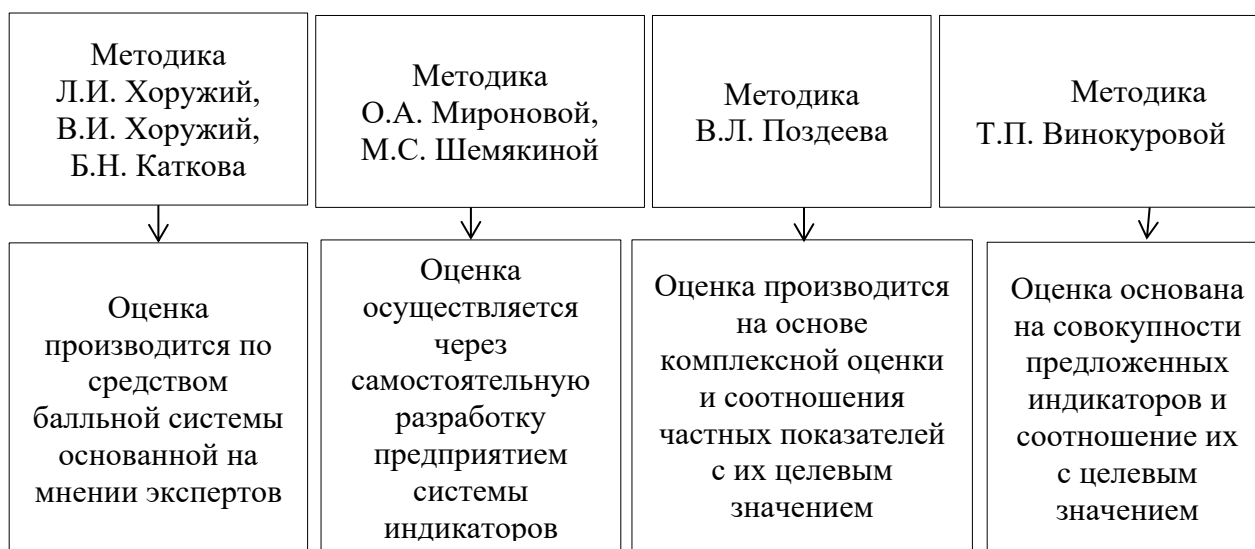 Методика
Л.И. Хоружий,
В.И. Хоружий,
Б.Н. Каткова
Методика
О.А. Мироновой,
М.С. Шемякиной
Методика
В.Л. Поздеева
Методика
Т.П. Винокуровой
Оценка
производится по
средством
балльной системы
основанной на
мнении экспертов
Оценка
осуществляется
через
самостоятельную
разработку
предприятием
системы
индикаторов
Оценка производится
на основе
комплексной оценки
и соотношения
частных показателей
с их целевым
значением
Оценка основана
на совокупности
предложенных
индикаторов и
соотношение их
с целевым
значением